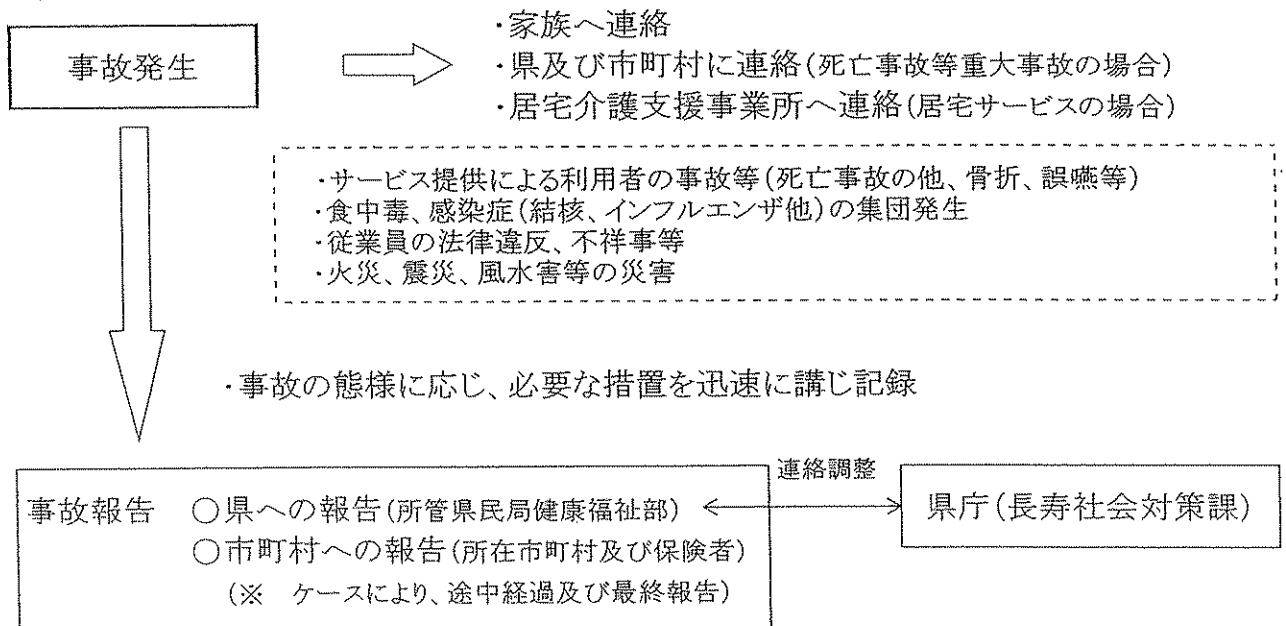 事故発生
・家族へ連絡
・県及び市町村に連絡(死亡事故等重大事故の場合)
・居宅介護支援事業所へ連絡(居宅サービスの場合)
・サービス提供による利用者の事故等(死亡事故の他、骨折、誤嚥等)
・食中毒、感染症(結核、インフルエンザ他)の集団発生
・従業員の法律違反、不祥事等
・火災、震災、風水害等の災害
・事故の態様に応じ、必要な措置を迅速に講じ記録
事故報告 ○県への報告(所管県民局健康福祉部)
○市町村への報告(所在市町村及び保険者)
(※ ケースにより、途中経過及び最終報告)
連絡調整
県庁(長寿社会対策課)